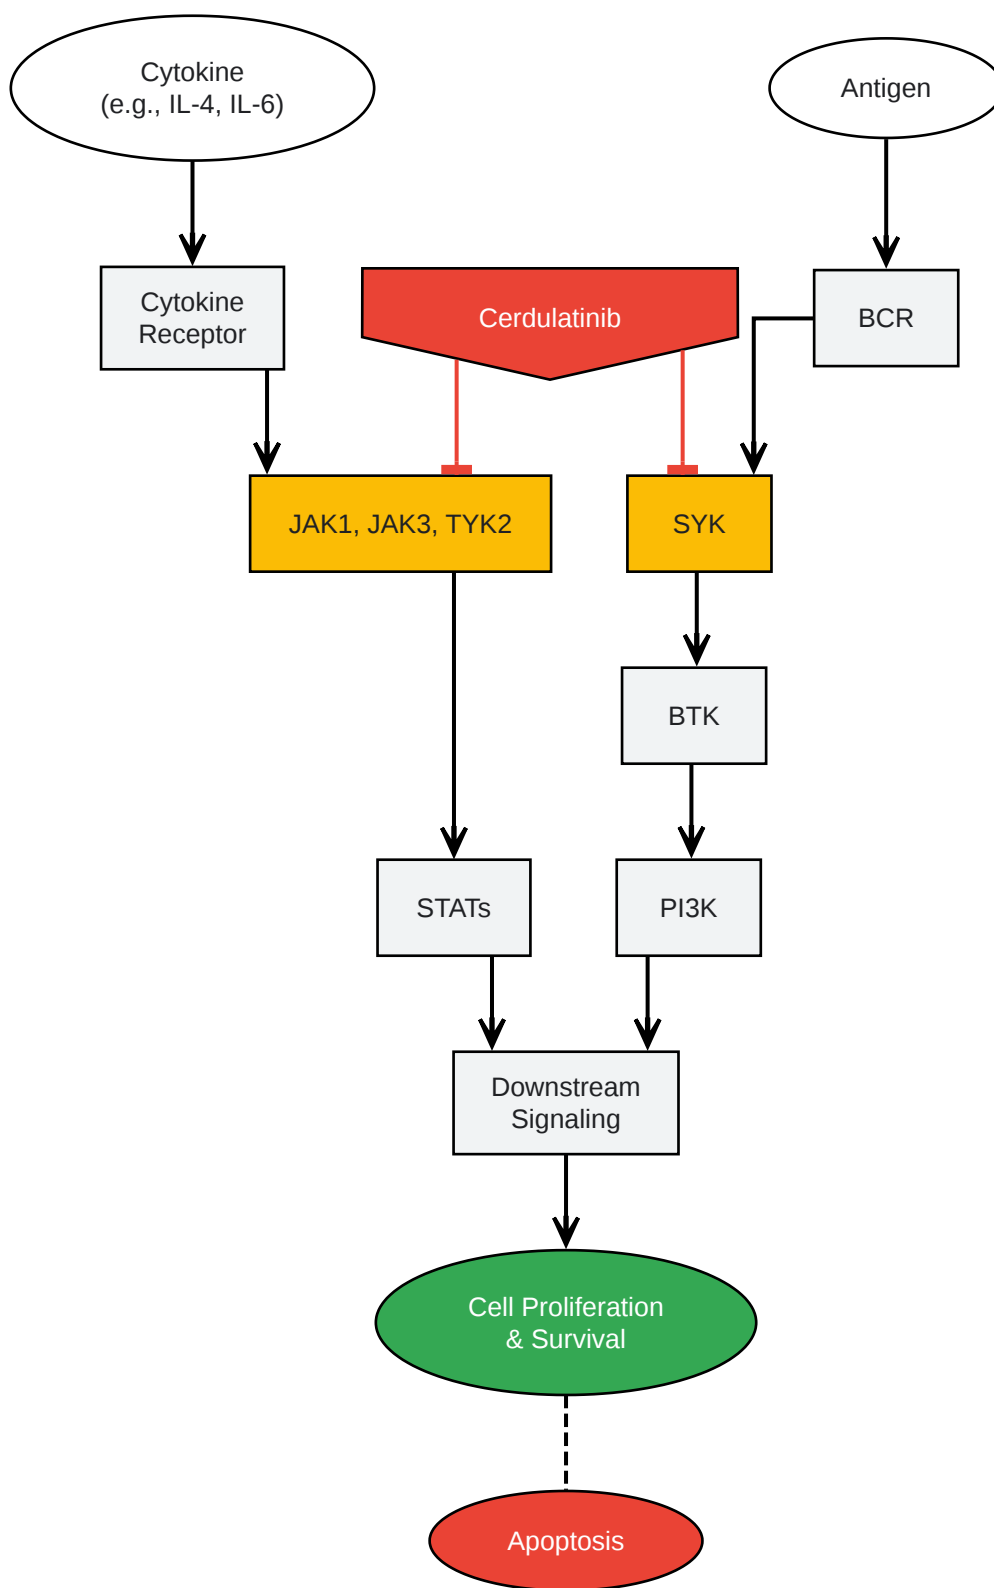 Cytokine
(e.g., IL-4, IL-6)
Antigen
Cytokine
Receptor
Cerdulatinib
BCR
JAK1, JAK3, TYK2
SYK
BTK
STATs
PI3K
Downstream
Signaling
Cell Proliferation
& Survival
Apoptosis